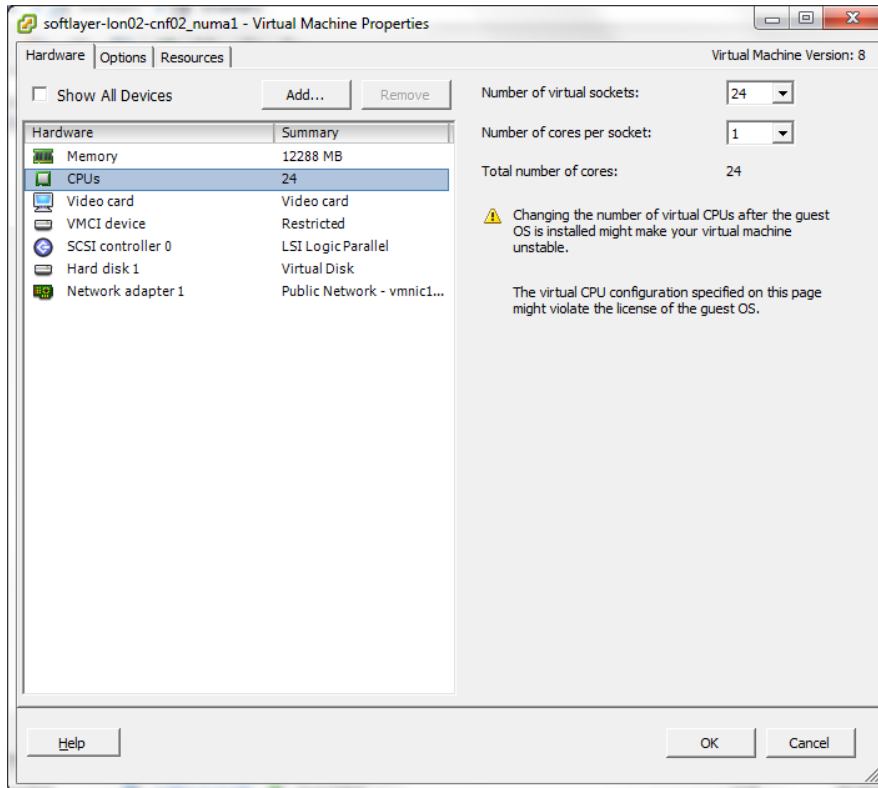 softlayer-lon02-cnf02_numa1 - Virtual Machine Properties
Hardware Options Resources Virtual Machine Version: 8
Show All Devices Add... Remove
Hardware Summary
Memory 12288 MB
CPUs 24
Video card Video card
VMCI device Restricted
SCSI controller 0 LSI Logic Parallel
Hard disk 1 Virtual Disk
Network adapter 1 Public Network - vmnic1...
Number of virtual sockets: 24
Number of cores per socket: 1
Total number of cores: 24
Changing the number of virtual CPUs after the guest
OS is installed might make your virtual machine
unstable.
The virtual CPU configuration specified on this page
might violate the license of the guest OS.
Help OK Cancel